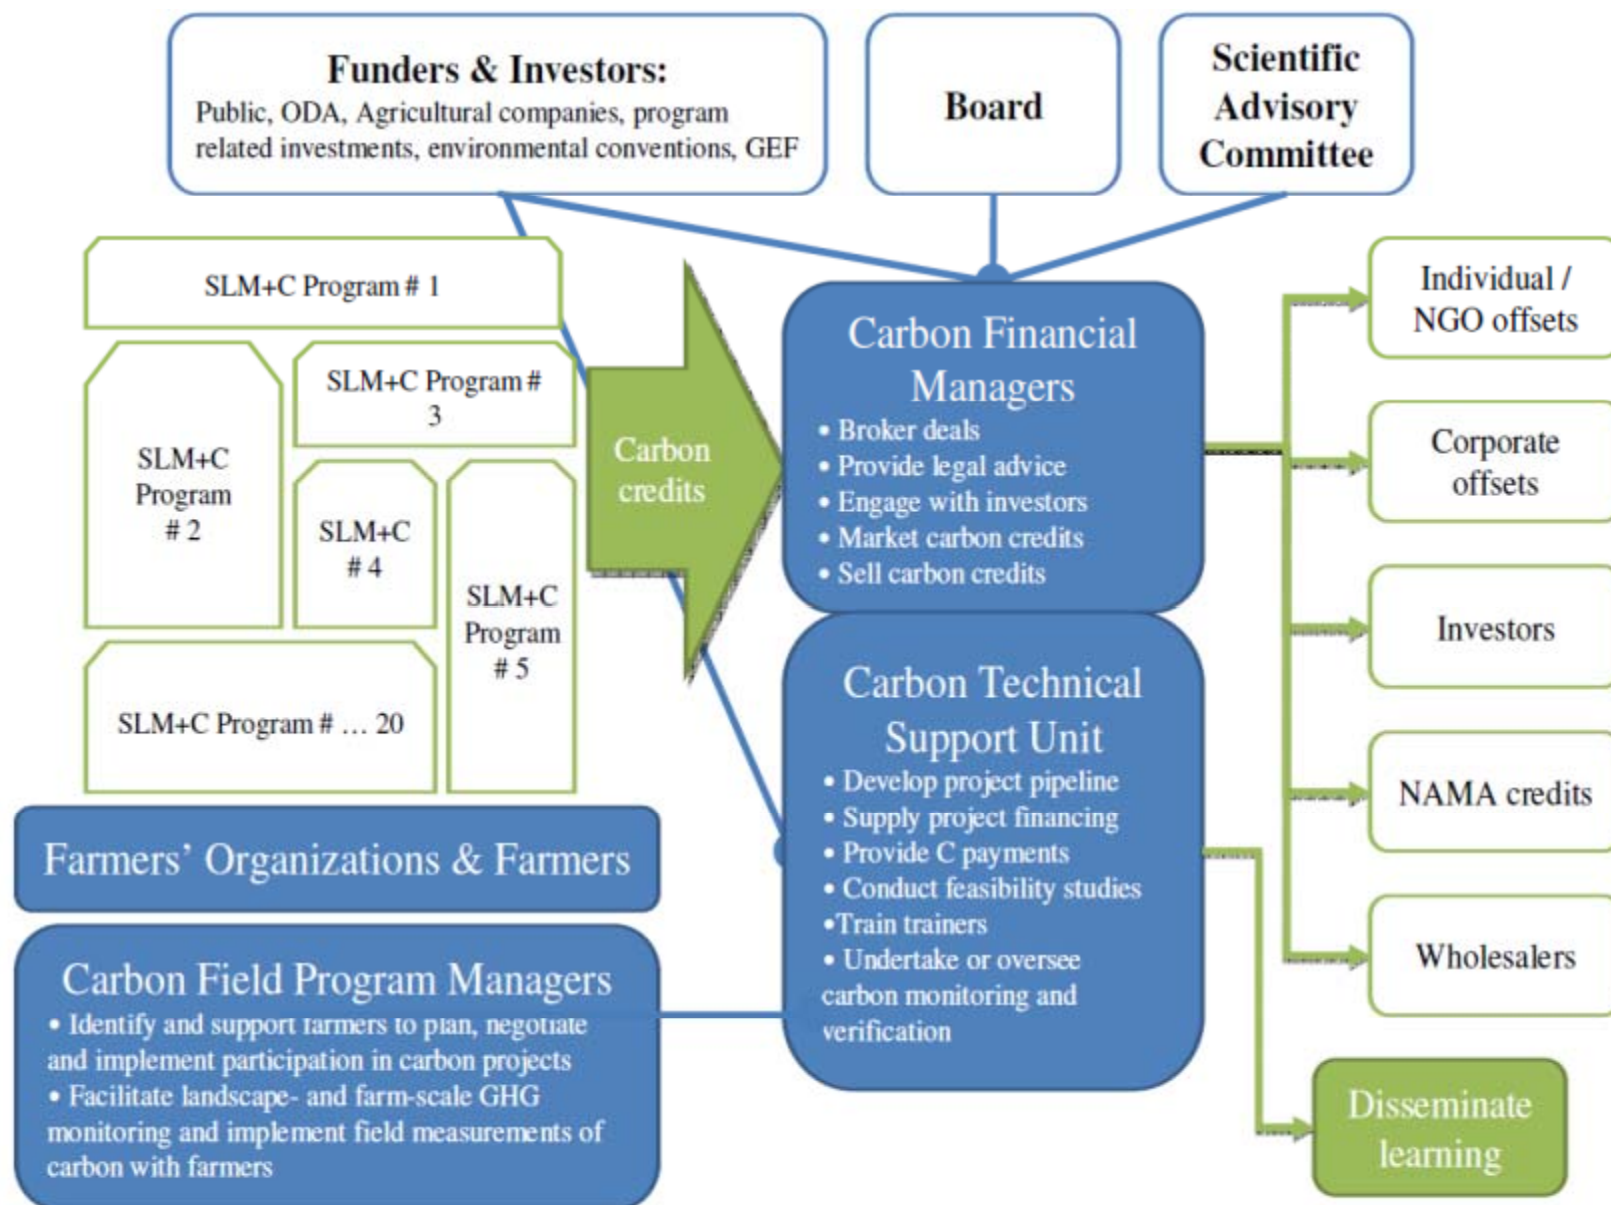 Funders & Investors:
Public, ODA, Agricultural companies, program
related investments, environmental conventions, GEF
Board
Scientific
Advisory
Committee
SLM+C Program # 1
SLM+C
Program
# 2
SLM+C Program #
3
SLM+C
# 4
SLM+C
Program
# 5
SLM+C Program # … 20
Carbon
credits
Farmers’ Organizations & Farmers
Carbon Field Program Managers
• Identify and support farmers to plan, negotiate
and implement participation in carbon projects
• Facilitate landscape- and farm-scale GHG
monitoring and implement field measurements of
carbon with farmers
Carbon Financial
Managers
• Broker deals
• Provide legal advice
• Engage with investors
• Market carbon credits
• Sell carbon credits
Carbon Technical
Support Unit
• Develop project pipeline
• Supply project financing
• Provide C payments
• Conduct feasibility studies
•Train trainers
• Undertake or oversee
carbon monitoring and
verification
Individual /
NGO offsets
Corporate
offsets
Investors
NAMA credits
Wholesalers
Disseminate
learning